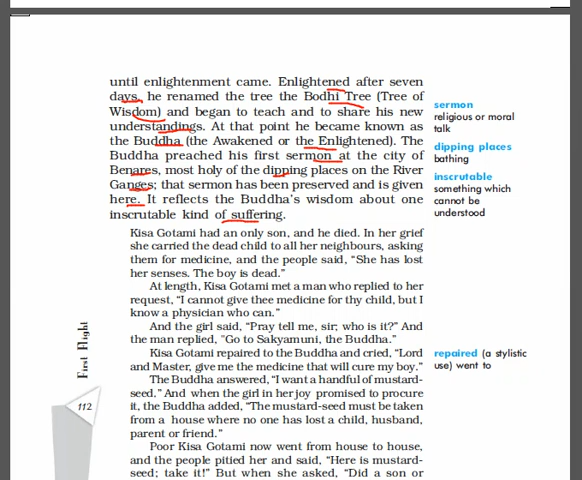 until enlightenment came. Enlightened after seven
days, he renamed the tree the Bodhi Tree (Tree of
Wisdom) and began to teach and to share his new
understandings. At that point he became known as
the Buddha (the Awakened or the Enlightened). The
Buddha preached his first sermon at the city of
Benares, most holy of the dipping places on the River
Ganges; that sermon has been preserved and is given
here. It reflects the Buddha's wisdom about one
inscrutable kind of suffering.
sermon
religious or moral
talk
dipping places
bathing
inscrutable
something which
cannot be
understood
Kisa Gotami had an only son, and he died. In her grief
she carried the dead child to all her neighbours, asking
them for medicine, and the people said, “She has lost
her senses. The boy is dead.”
At length, Kisa Gotami met a man who replied to her
request, “I cannot give thee medicine for thy child, but I
know a physician who can.”
And the girl said, “Pray tell me, sir; who is it?” And
the man replied, “Go to Sakyamuni, the Buddha.”
Kisa Gotami repaired to the Buddha and cried, “Lord
and Master, give me the medicine that will cure my boy.”
repaired (a stylistic
use) went to
The Buddha answered, “I want a handful of mustard-
seed.” And when the girl in her joy promised to procure
it, the Buddha added, “The mustard-seed must be taken
from a house where no one has lost a child, husband,
parent or friend.”
Poor Kisa Gotami now went from house to house,
and the people pitied her and said, “Here is mustard-
seed; take it!” But when she asked, “Did a son or
First Flight
112